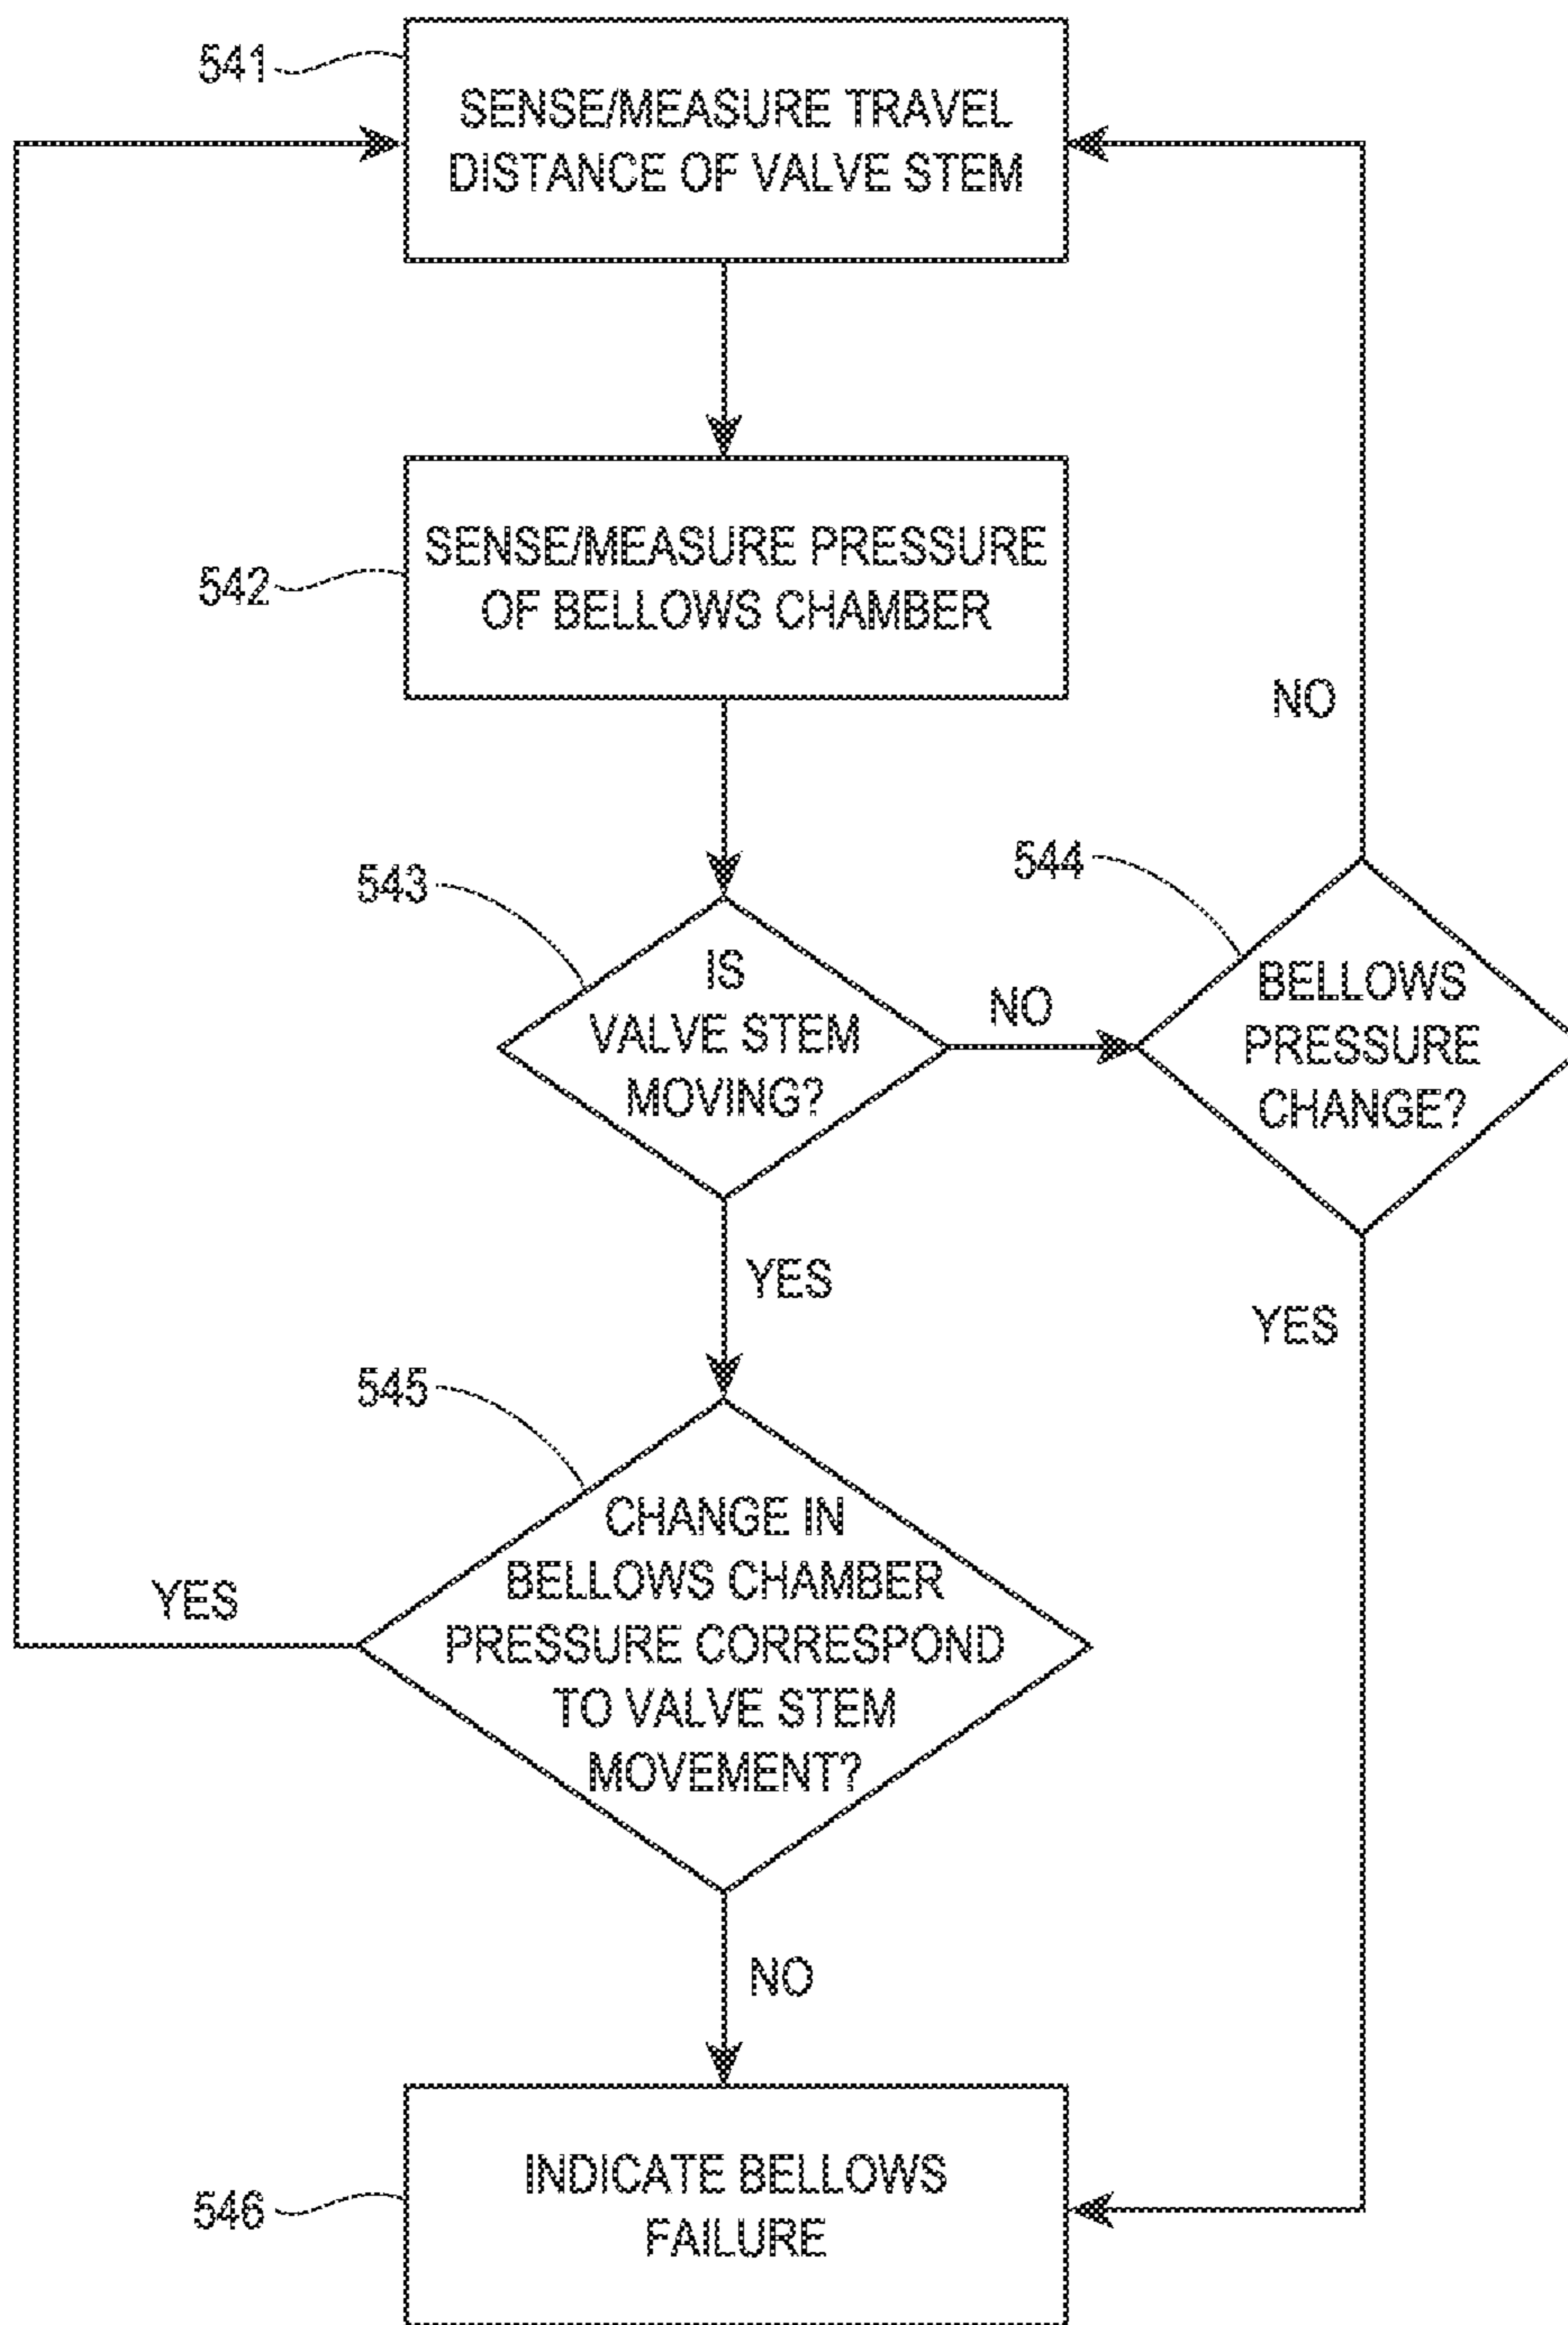 541
SENSE/MEASURE TRAVEL
DISTANCE OF VALVE STEM
542
SENSE/MEASURE PRESSURE
OF BELLOWS CHAMBER
NO
543
IS
VALVE STEM
MOVING?
NO
544
BELLOWS
PRESSURE
CHANGE?
YES
YES
545
CHANGE IN
BELLOWS CHAMBER
PRESSURE CORRESPOND
TO VALVE STEM
MOVEMENT?
YES
NO
546
INDICATE BELLOWS
FAILURE